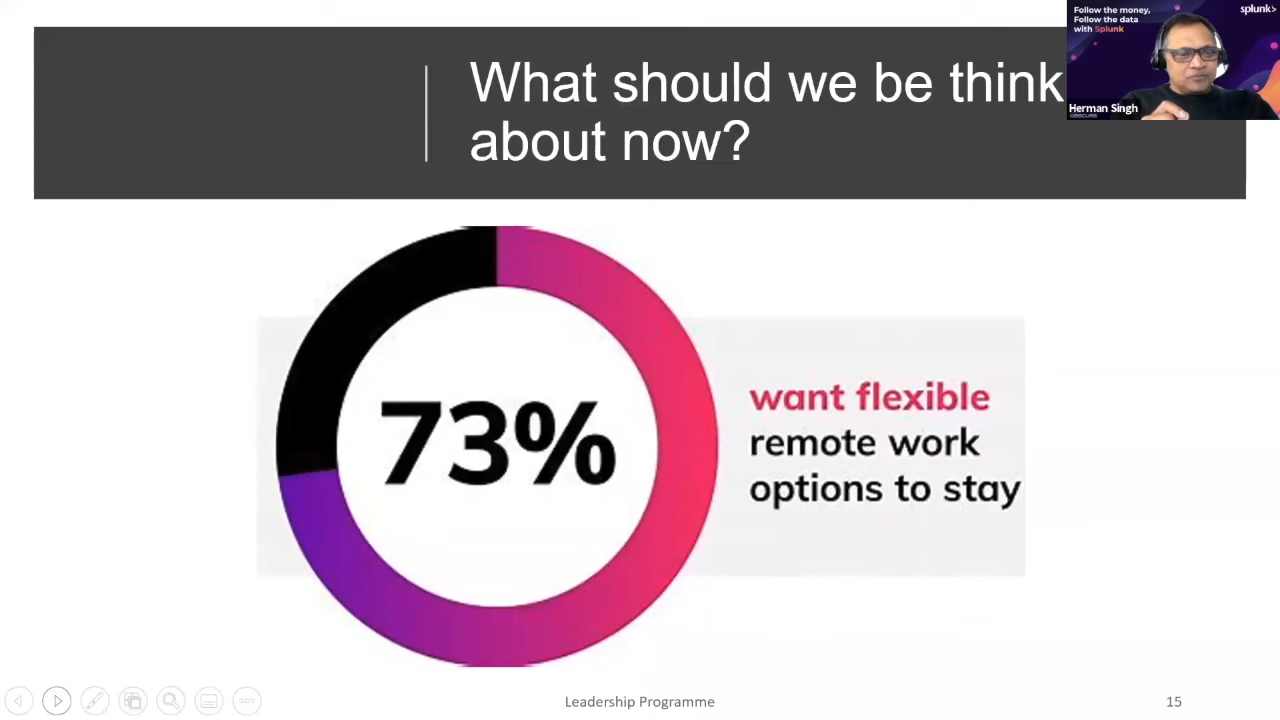 What should we be think
about now?
Follow the money,
Follow the data
with Splunk
splunk>
Herman Singh
OBSCURE
73%
want flexible
remote work
options to stay
Leadership Programme
15